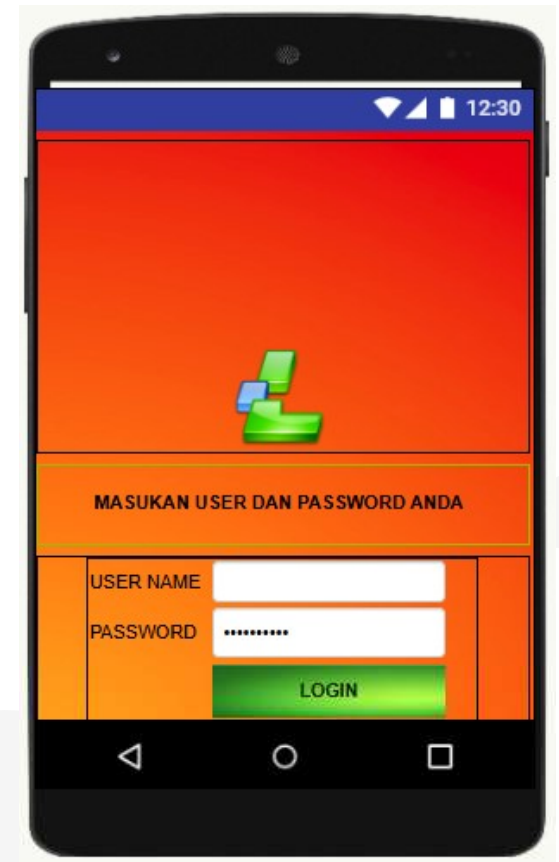 12:30
MASUKAN USER DAN PASSWORD ANDA
USER NAME
PASSWORD ••••••••••
LOGIN